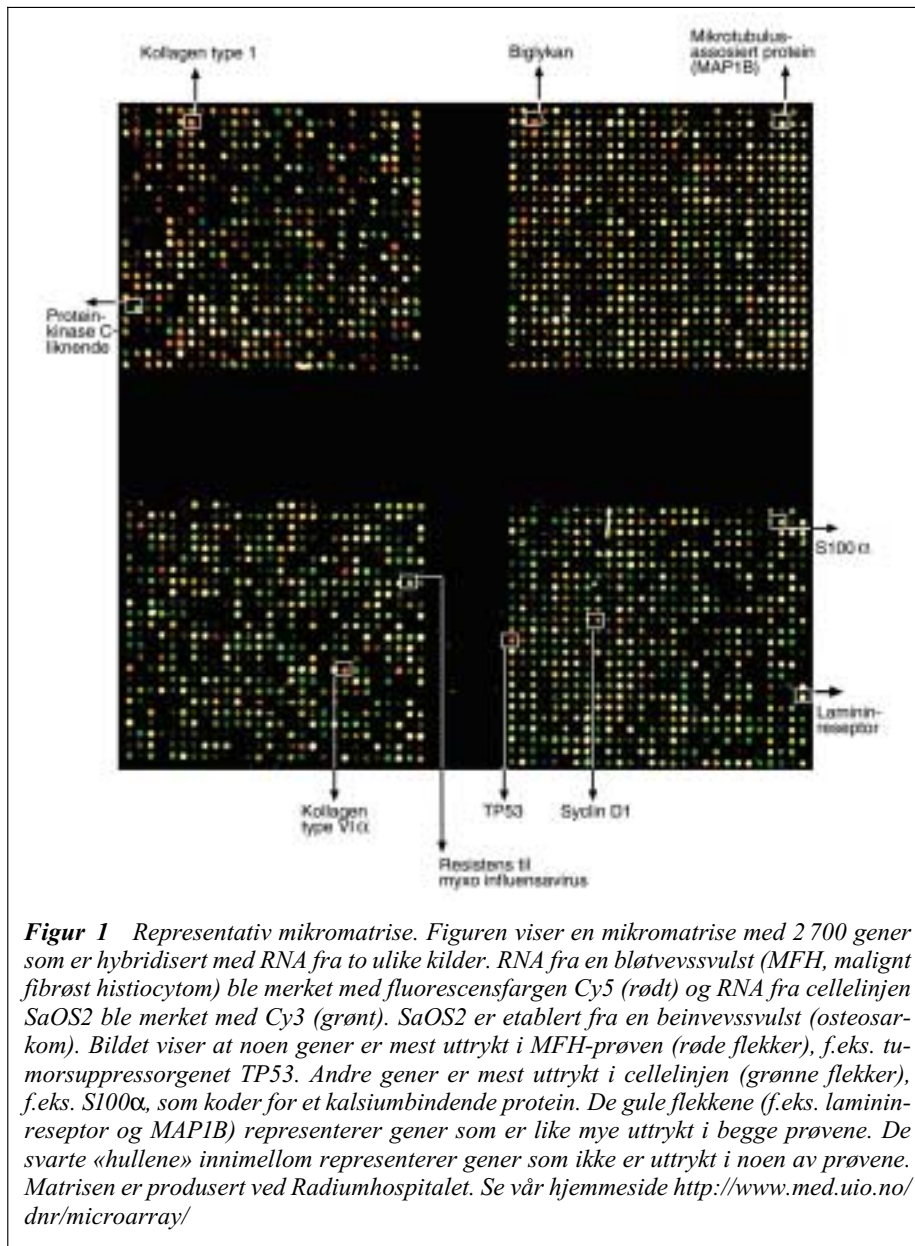 Kollagen type 1
Biglykan
Mikrotubulus-
assosiert protein
(MAP1B)
Protein-
kinase C-
liknende
S100 α
Laminin-
reseptor
Kollagen
type VIα
TP53
Syclin D1
Resistens til
myxo influensavirus
Figur 1 Representativ mikromatrise. Figuren viser en mikromatrise med 2 700 gener
som er hybridisert med RNA fra to ulike kilder. RNA fra en bløtvevssvulst (MFH, malignt
fibrøst histiocytom) ble merket med fluorescensfargen Cy5 (rødt) og RNA fra cellelinjen
SaOS2 ble merket med Cy3 (grønt). SaOS2 er etablert fra en beinvevssvulst (osteosar-
kom). Bildet viser at noen gener er mest uttrykt i MFH-prøven (røde flekker), f.eks. tu-
morsuppressorgenet TP53. Andre gener er mest uttrykt i cellelinjen (grønne flekker),
f.eks. S100α, som koder for et kalsiumbindende protein. De gule flekkene (f.eks. laminin-
reseptor og MAP1B) representerer gener som er like mye uttrykt i begge prøvene. De
svarte «hullene» innimellom representerer gener som ikke er uttrykt i noen av prøvene.
Matrisen er produsert ved Radiumhospitalet. Se vår hjemmeside http://www.med.uio.no/
dnr/microarray/